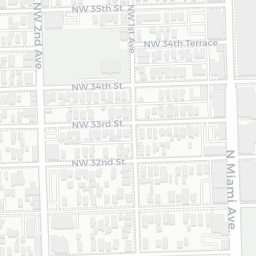 NW 35th St.
NW 2nd Ave
NW 1st Ave
NW 34th Terrace
NW 34th St.
NW 33rd St.
NW 32nd St.
N Miami Ave